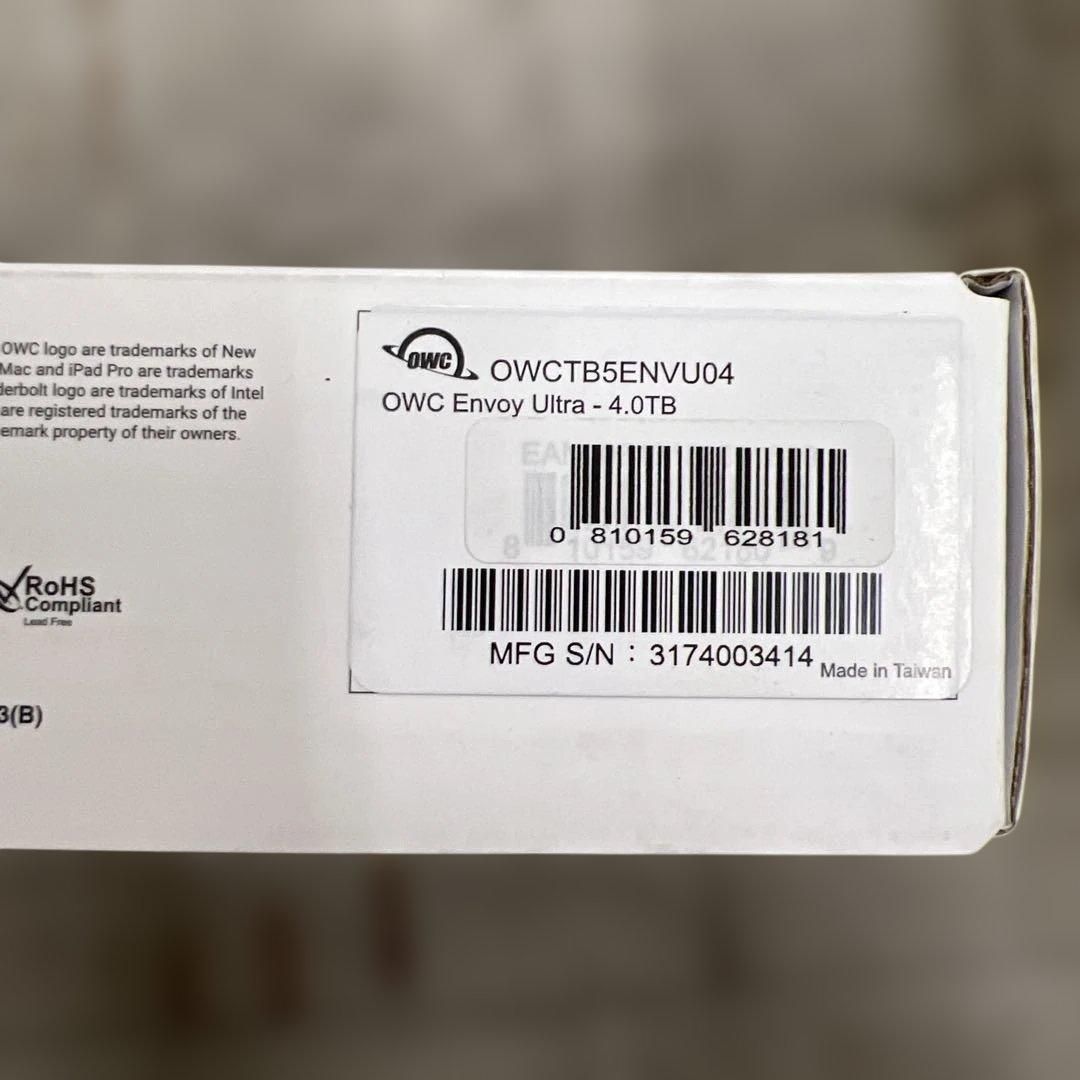 OWC logo are trademarks of New
Mac and iPad Pro are trademarks
derbolt logo are trademarks of Intel
are registered trademarks of the
emark property of their owners.
RoHS
Compliant
Lead Free
3(B)
OWC
OWCTB5ENVU04
OWC Envoy Ultra - 4.0TB
0 810159 628181
MFG S/N : 3174003414
Made in Taiwan